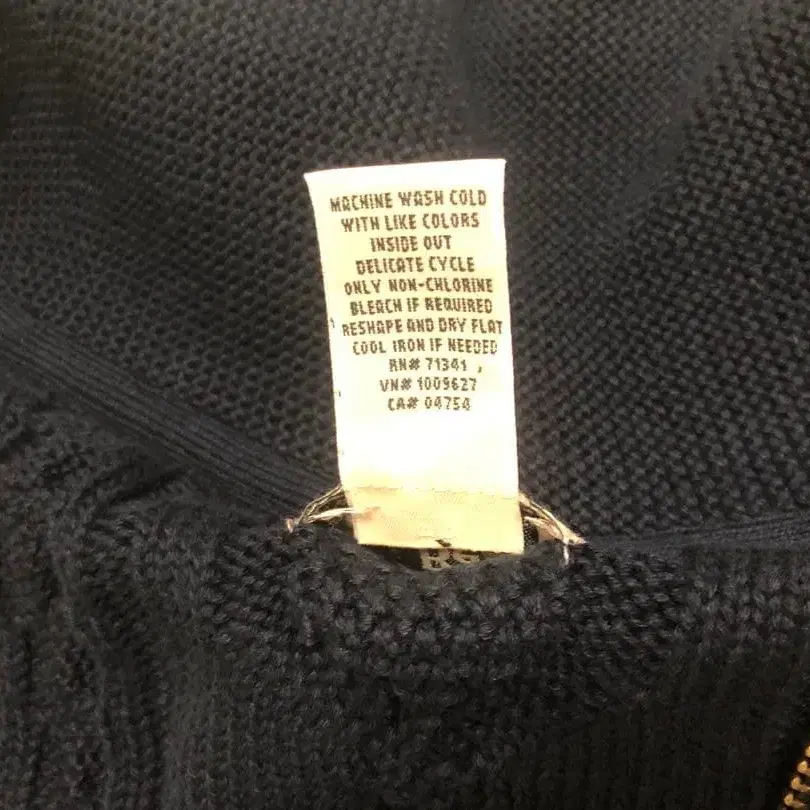 MACHINE WASH COLD
WITH LIKE COLORS
INSIDE OUT
DELICATE CYCLE
ONLY NON-CHLORINE
BLEACH IF REQUIRED
RESHAPE AND DRY FLAT
COOL IRON IF NEEDED
RN# 71341
VN# 1009627
CA# 04754